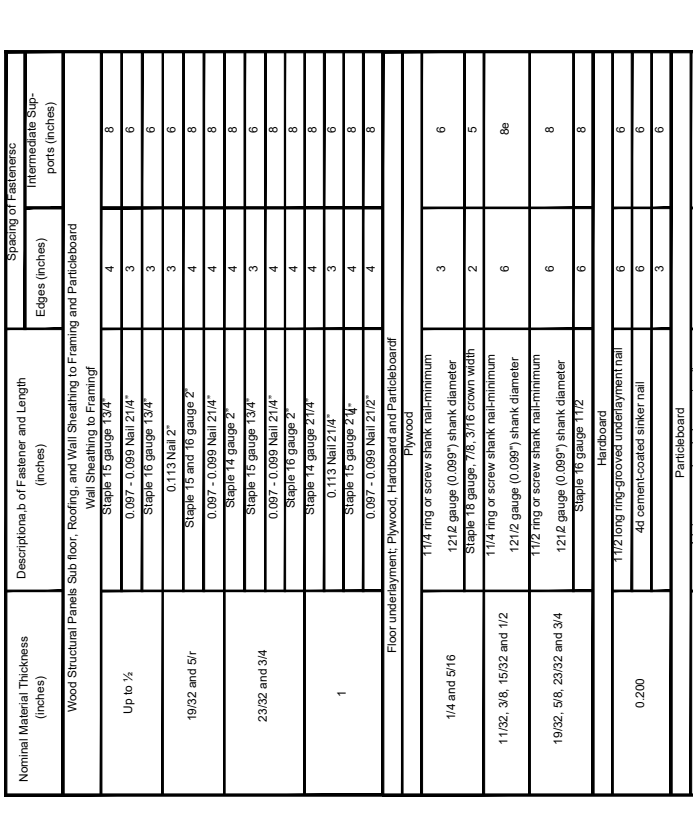 Spacing of Fastenersc
Nominal Material Thickness
(inches)
Descriptiona,b of Fastener and Length
(inches)
Edges (inches)
Intermediate Sup-
ports (inches)
Wood Structural Panels Sub floor, Roofing, and Wall Sheathing to Framing and Particleboard
Wall Sheathing to Framingf
Up to ½
Staple 15 gauge 13/4" 4 8
0.097 - 0.099 Nail 21/4" 3 6
Staple 16 gauge 13/4" 3 6
19/32 and 5/r
0.113 Nail 2" 3 6
Staple 15 and 16 gauge 2" 4 8
0.097 - 0.099 Nail 21/4" 4 8
23/32 and 3/4
Staple 14 gauge 2" 4 8
Staple 15 gauge 13/4" 3 6
0.097 - 0.099 Nail 21/4" 4 8
Staple 16 gauge 2" 4 8
1
Staple 14 gauge 21/4" 4 8
0.113 Nail 21/4" 3 6
Staple 15 gauge 21/4" 4 8
0.097 - 0.099 Nail 21/2" 4 8
Floor underlayment; Plywood, Hardboard and Particleboardf
Plywood
1/4 and 5/16
11/4 ring or screw shank nail-minimum
121/2 gauge (0.099") shank diameter
3 6
Staple 18 gauge, 7/8, 3/16 crown width 2 5
11/32, 3/8, 15/32 and 1/2
11/4 ring or screw shank nail-minimum
121/2 gauge (0.099") shank diameter
6 8e
19/32, 5/8, 23/32 and 3/4
11/2 ring or screw shank nail-minimum
121/2 gauge (0.099") shank diameter
6 8
Staple 16 gauge 11/2 6 8
Hardboard
0.200
11/2 long ring-grooved underlayment nail 6 6
4d cement-coated sinker nail 6 6
3 6
Particleboard